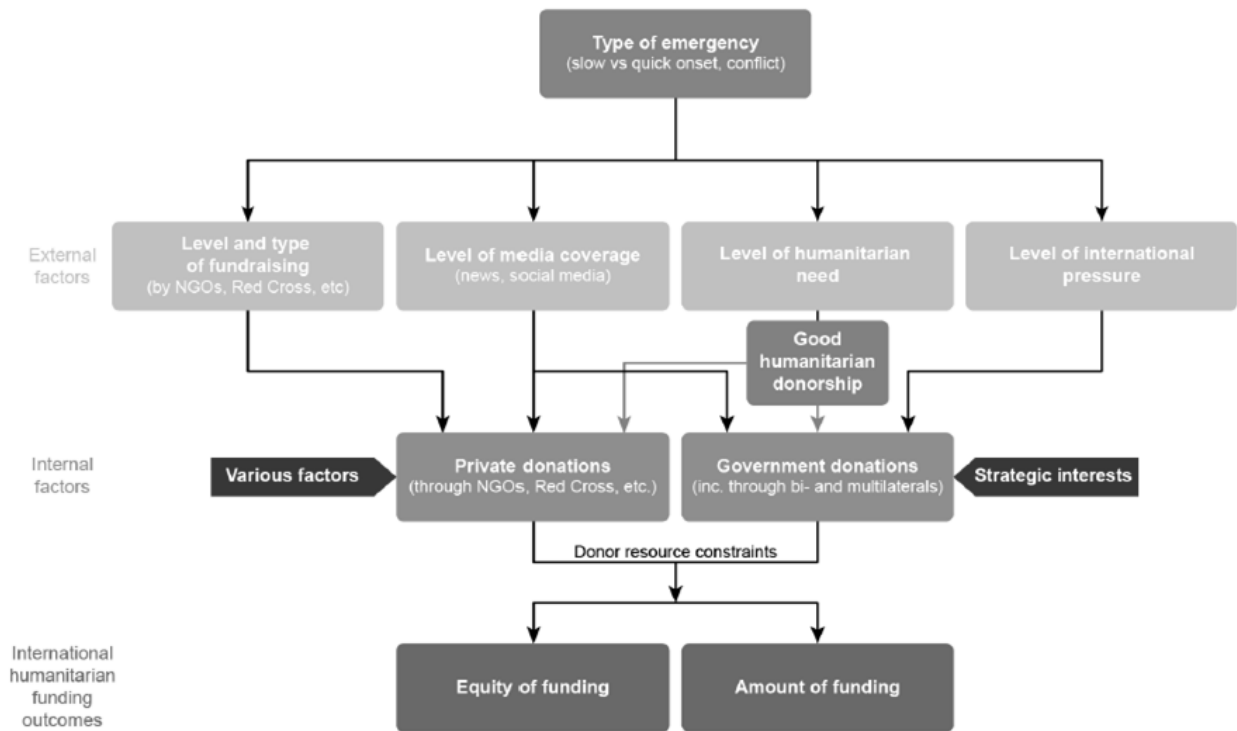 Type of emergency
(slow vs quick onset, conflict)
External
factors
Level and type
of fundraising
(by NGOs, Red Cross, etc)
Level of media coverage
(news, social media)
Level of humanitarian
need
Level of international
pressure
Good
humanitarian
donorship
Internal
factors
Various factors
Private donations
(through NGOs, Red Cross, etc.)
Government donations
(inc. through bi- and multilaterals)
Strategic interests
Donor resource constraints
International
humanitarian
funding
outcomes
Equity of funding
Amount of funding